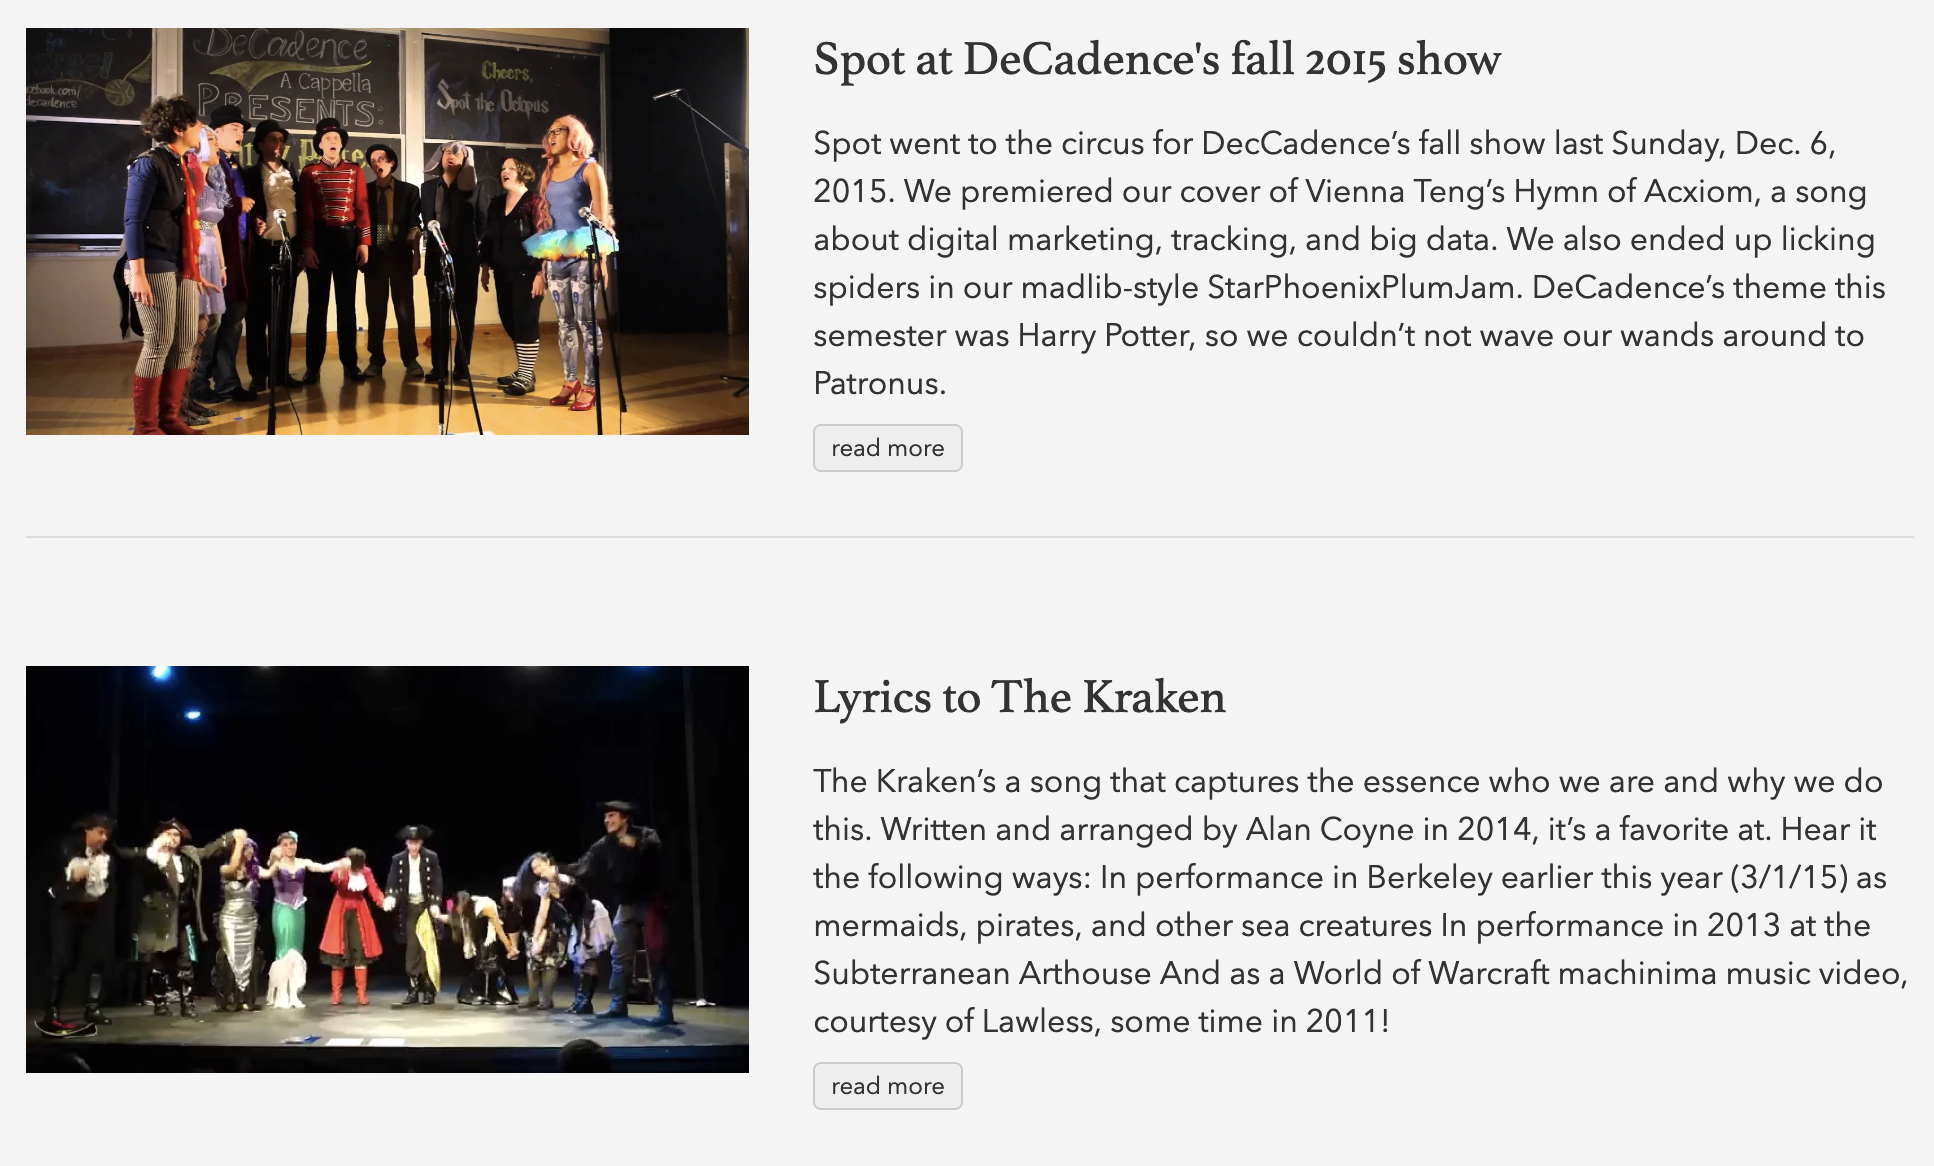 cebook.com/
decadence
DeCadence
A Cappella
PRESENTS:
Cheers,
Spot the Octopus
Spot at DeCadence's fall 2015 show
Spot went to the circus for DecCadence’s fall show last Sunday, Dec. 6,
2015. We premiered our cover of Vienna Teng’s Hymn of Acxiom, a song
about digital marketing, tracking, and big data. We also ended up licking
spiders in our madlib-style StarPhoenixPlumJam. DeCadence’s theme this
semester was Harry Potter, so we couldn’t not wave our wands around to
Patronus.
read more
Lyrics to The Kraken
The Kraken’s a song that captures the essence who we are and why we do
this. Written and arranged by Alan Coyne in 2014, it’s a favorite at. Hear it
the following ways: In performance in Berkeley earlier this year (3/1/15) as
mermaids, pirates, and other sea creatures In performance in 2013 at the
Subterranean Arthouse And as a World of Warcraft machinima music video,
courtesy of Lawless, some time in 2011!
read more